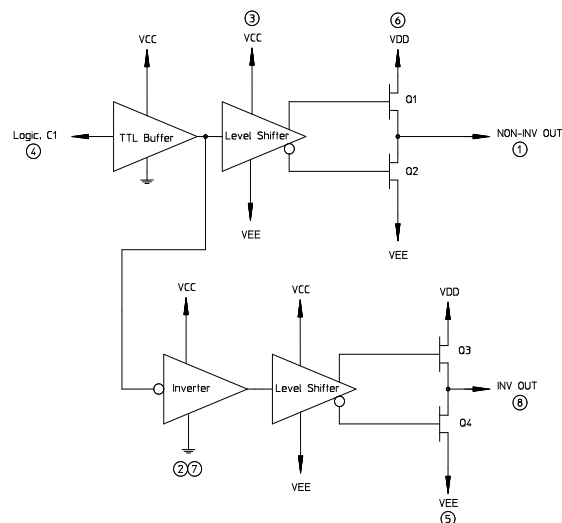 ③ ⑥
VCC VCC VDD
Q1
Logic, C1 TTL Buffer Level Shifter NON-INV OUT
④ ①
Q2
VEE VEE
VCC VCC VDD
Q3
Inverter Level Shifter INV OUT
⑧
Q4
②⑦
VEE VEE
⑤